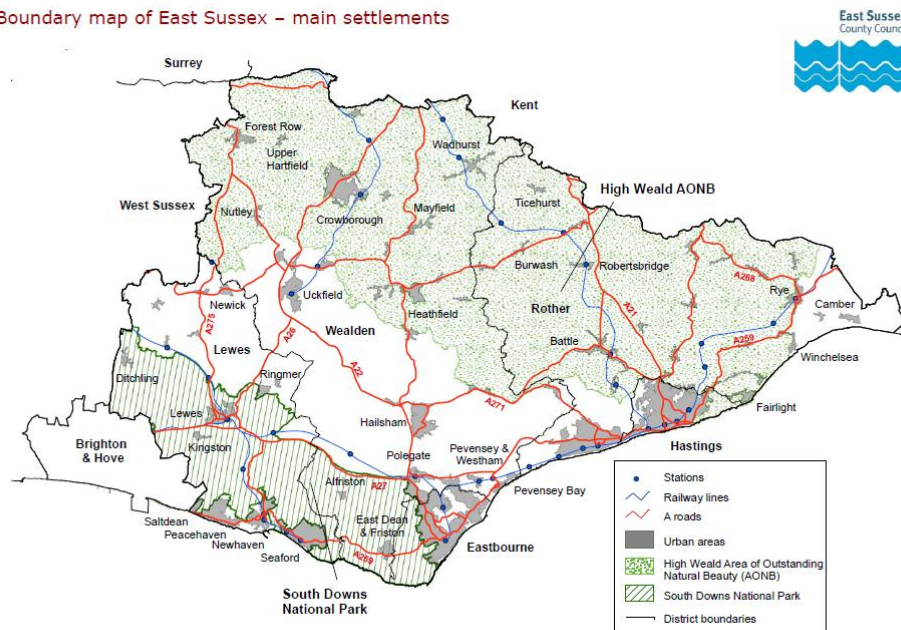 Boundary map of East Sussex – main settlements
East Sussex
County Council
Surrey
Kent
Forest Row
Upper
Hartfield
Wadhurst
High Weald AONB
West Sussex
Nutley
Crowborough
Mayfield
Ticehurst
Burwash
Robertsbridge
A268
Rye
Camber
Newick
Uckfield
Heathfield
Rother
A21
A275
A26
Wealden
Lewes
A22
Battle
A259
Winchelsea
Ditchling
Ringmer
Fairlight
A271
Lewes
Hailsham
Brighton
& Hove
Kingston
Polegate
Pevensey &
Westham
Hastings
Alfriston
A27
Pevensey Bay
Saltdean
Peacehaven
Newhaven
Seaford
East Dean
& Friston
A259
Eastbourne
South Downs
National Park
Stations
Railway lines
A roads
Urban areas
High Weald Area of Outstanding
Natural Beauty (AONB)
South Downs National Park
District boundaries